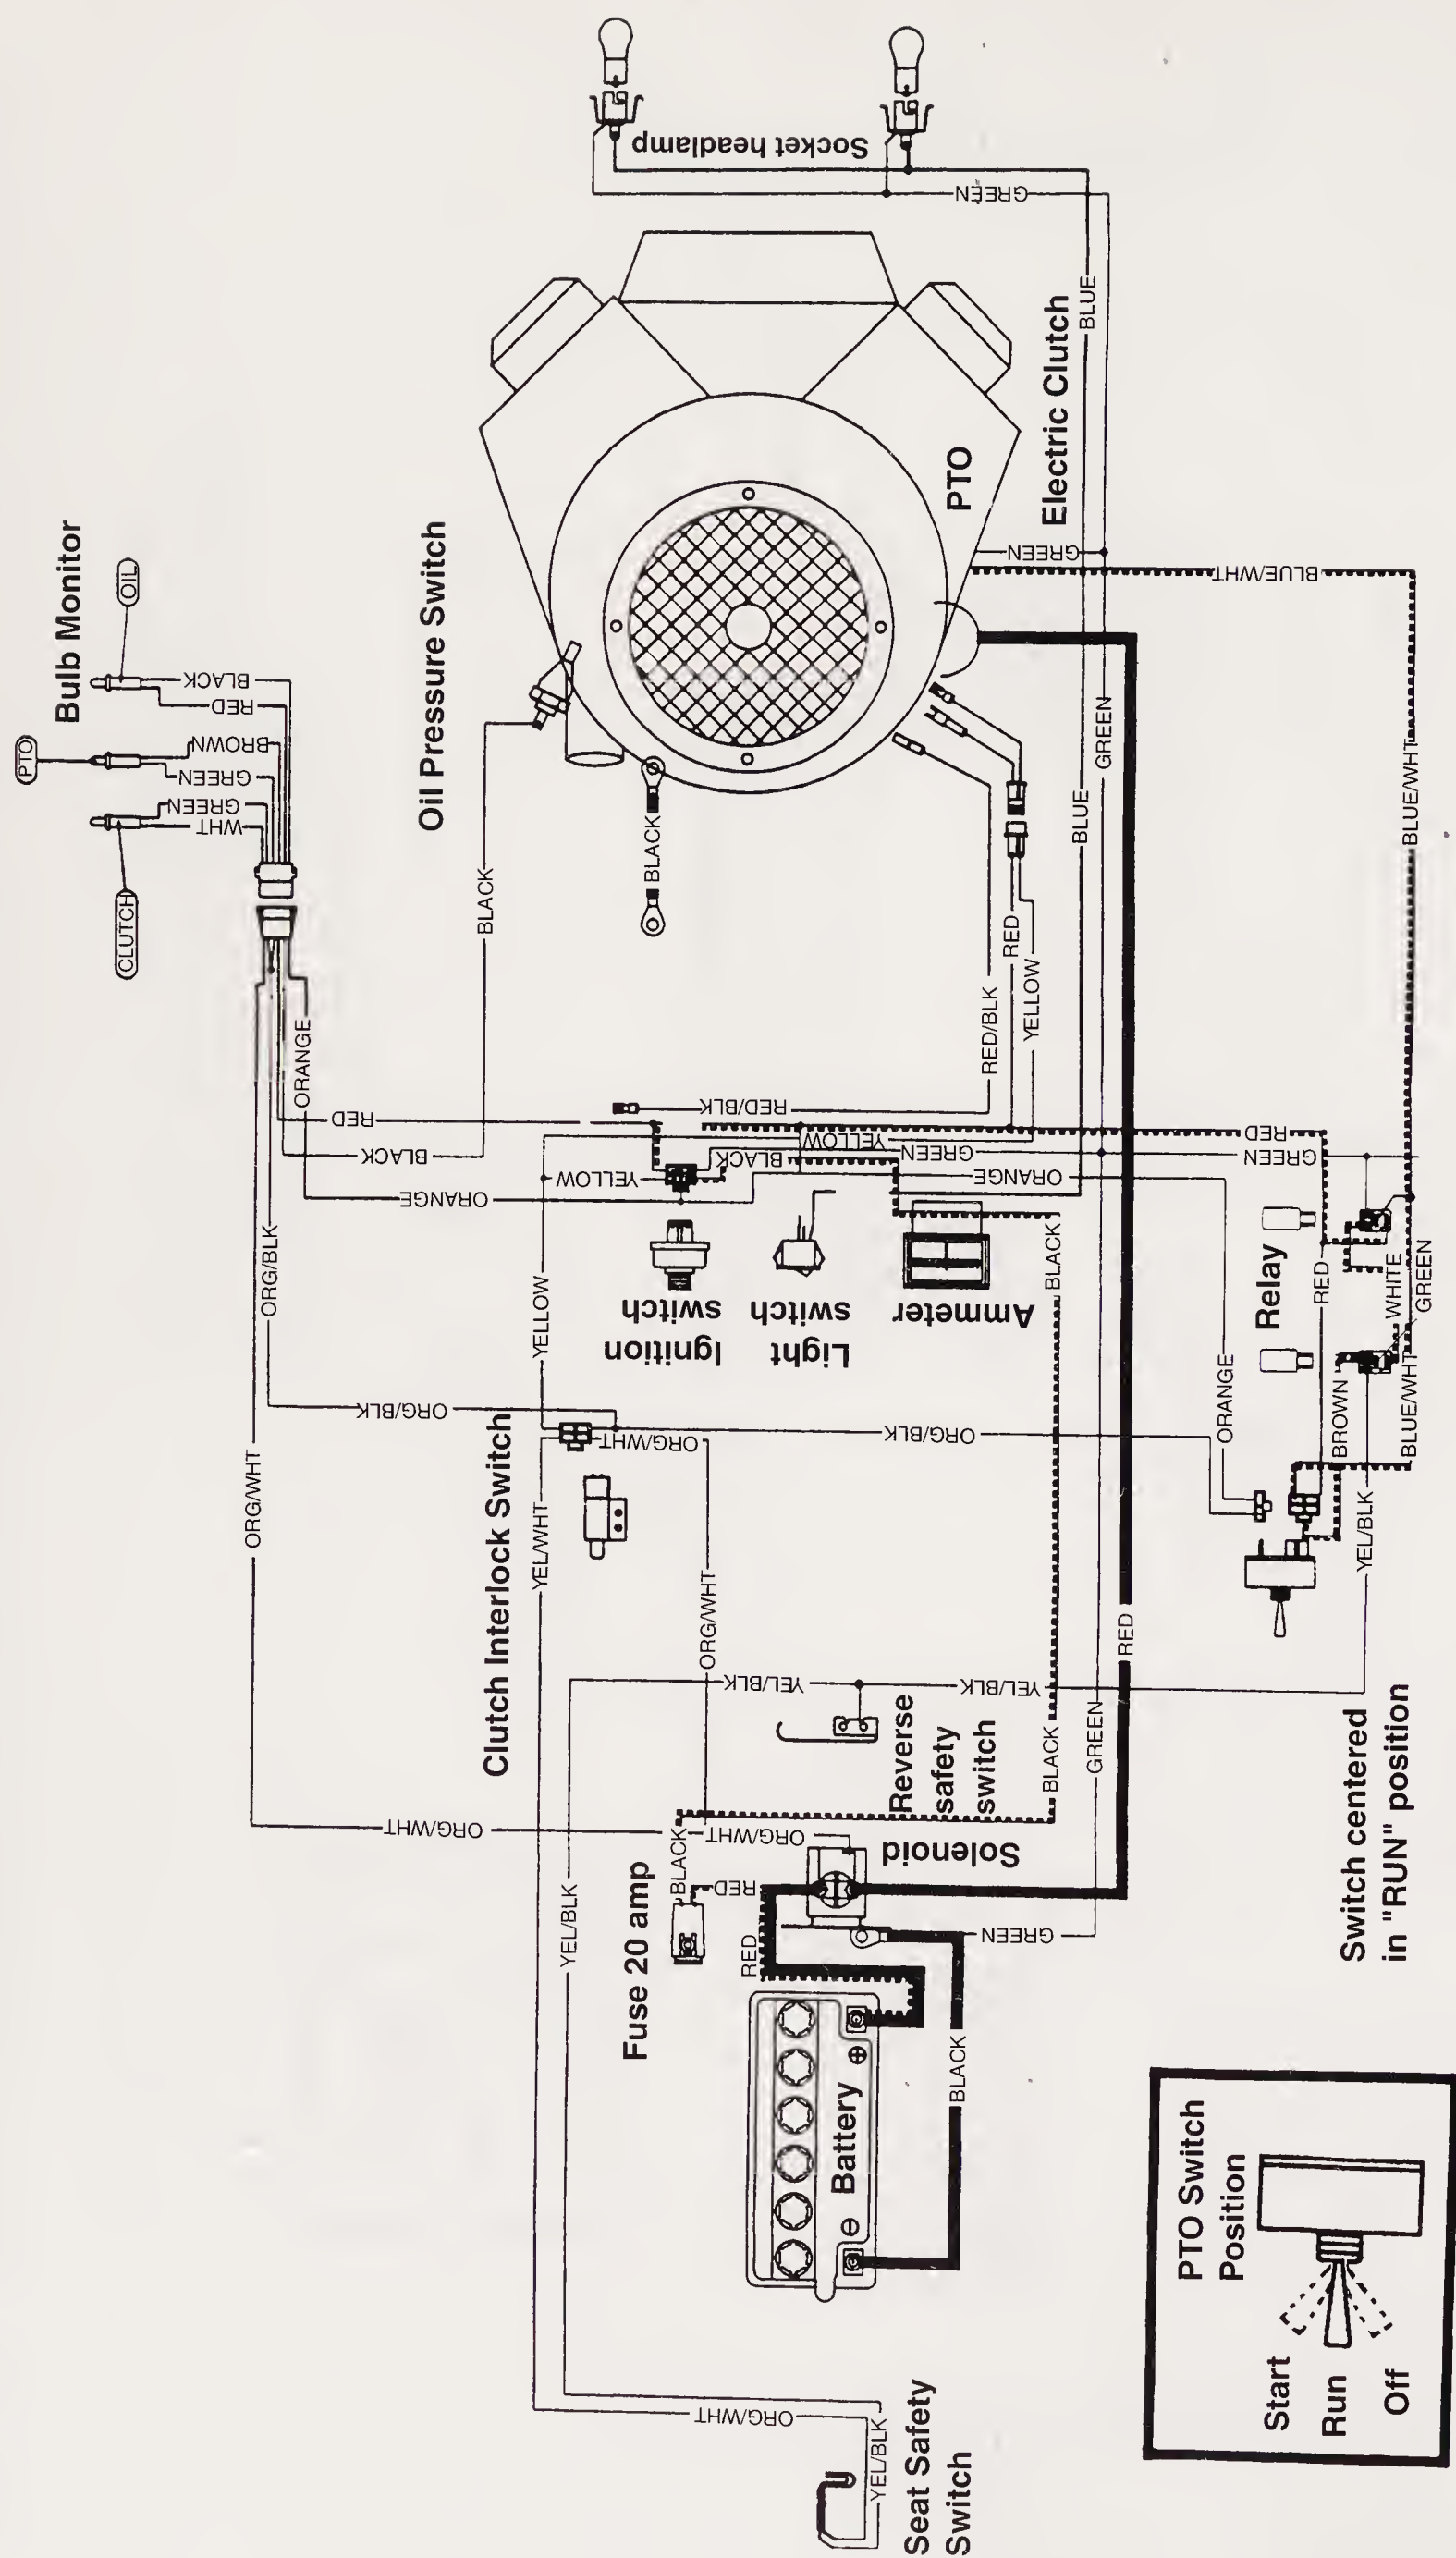 Bulb Monitor
PTO
OIL
CLUTCH
BLACK
RED
BROWN
GREEN
GREEN
WHT
Socket headlamp
GREEN
BLUE
Electric Clutch
PTO
GREEN
BLUE/WHT
Oil Pressure Switch
BLACK
BLACK
ORANGE
RED
BLACK
ORANGE
RED/BLK
RED
YELLOW
BLUE
GREEN
BLUE/WHT
RED/BLK
YELLOW
GREEN
BLACK
ORANGE
YELLOW
RED
GREEN
Ignition
switch
Light
switch
Ammeter
BLACK
Relay
RED
WHITE
GREEN
ORG/BLK
YELLOW
ORG/BLK
ORG/WHT
ORG/BLK
ORANGE
BROWN
BLUE/WHT
ORG/WHT
Clutch Interlock Switch
YEL/WHT
ORG/WHT
YEL/BLK
YEL/BLK
YEL/BLK
RED
Reverse
safety
switch
BLACK
GREEN
Switch centered
in "RUN" position
ORG/WHT
ORG/WHT
BLACK
Solenoid
Fuse 20 amp
RED
RED
YEL/BLK
GREEN
Battery
BLACK
ORG/WHT
YEL/BLK
Seat Safety
Switch
PTO Switch
Position
Start
Run
Off